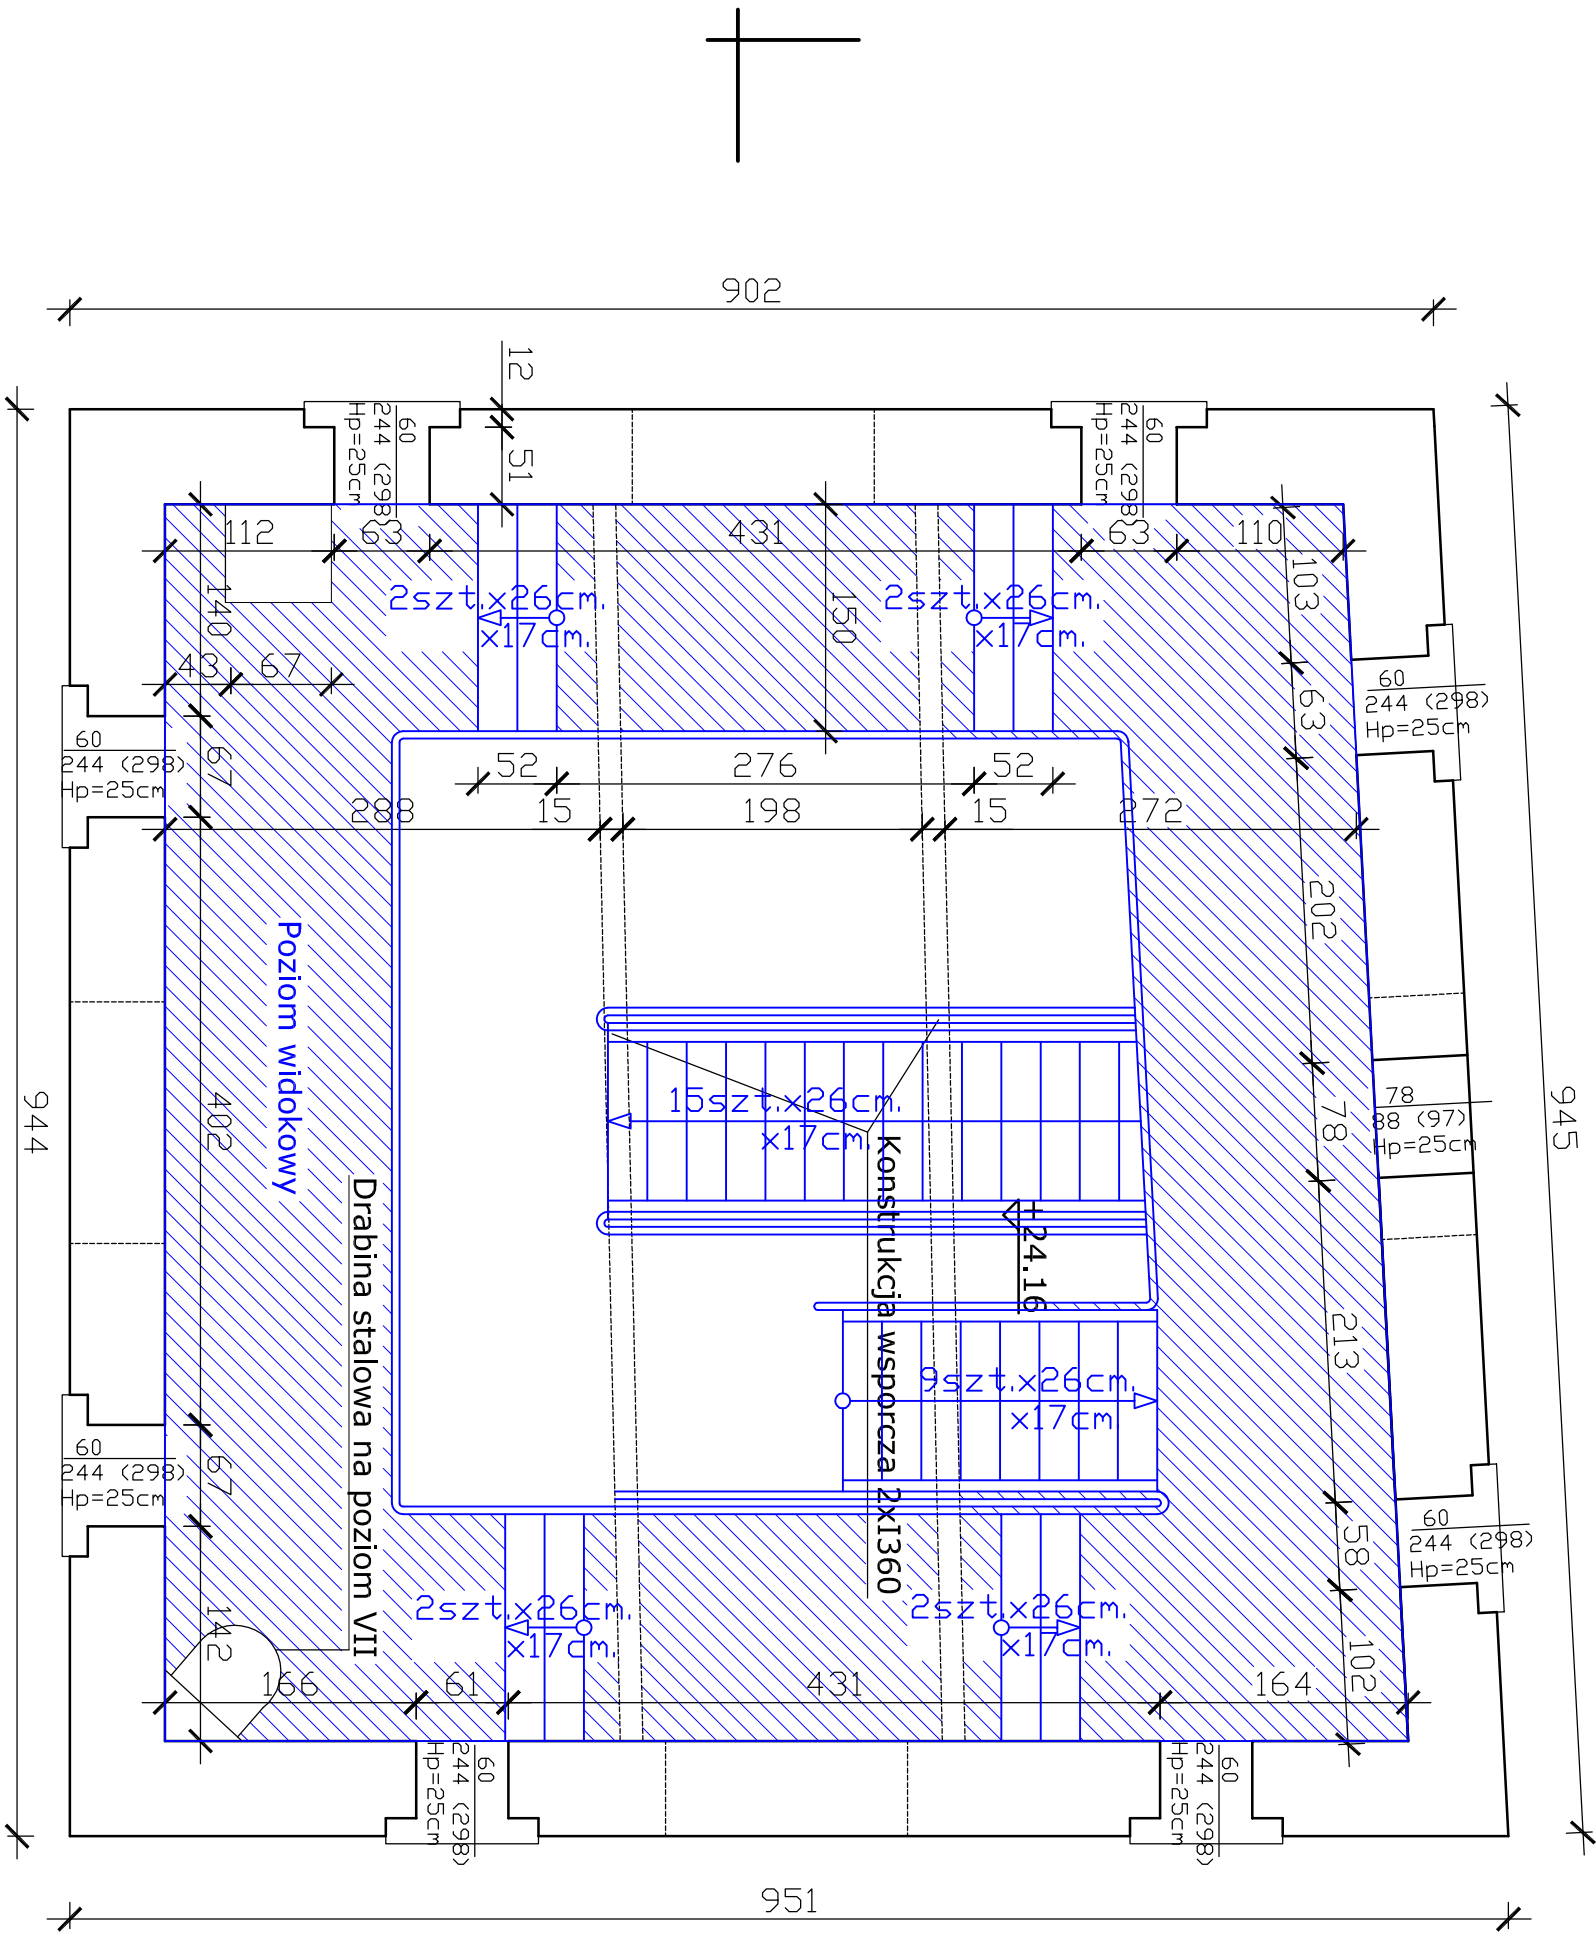 902
12
51
60
244 (298)
Hp=25cm
60
244 (298)
Hp=25cm
112
63
431
63
110
103
140
2szt.x26cm.
x17cm.
150
2szt.x26cm.
x17cm.
43
67
63
60
244 (298)
Hp=25cm
60
244 (298)
Hp=25cm
67
52
276
52
288
15
198
15
272
202
Poziom widokowy
944
402
15szt.x26cm.
x17cm.
78
78
88 (97)
Hp=25cm
945
Konstrukcja wsporcza 2xI360
Drabina stalowa na poziom VII
+24.16
213
9szt.x26cm.
x17cm
60
244 (298)
Hp=25cm
67
58
60
244 (298)
Hp=25cm
2szt.x26cm.
x17cm.
2szt.x26cm.
x17cm.
142
102
166
61
431
164
60
244 (298)
Hp=25cm
60
244 (298)
Hp=25cm
951